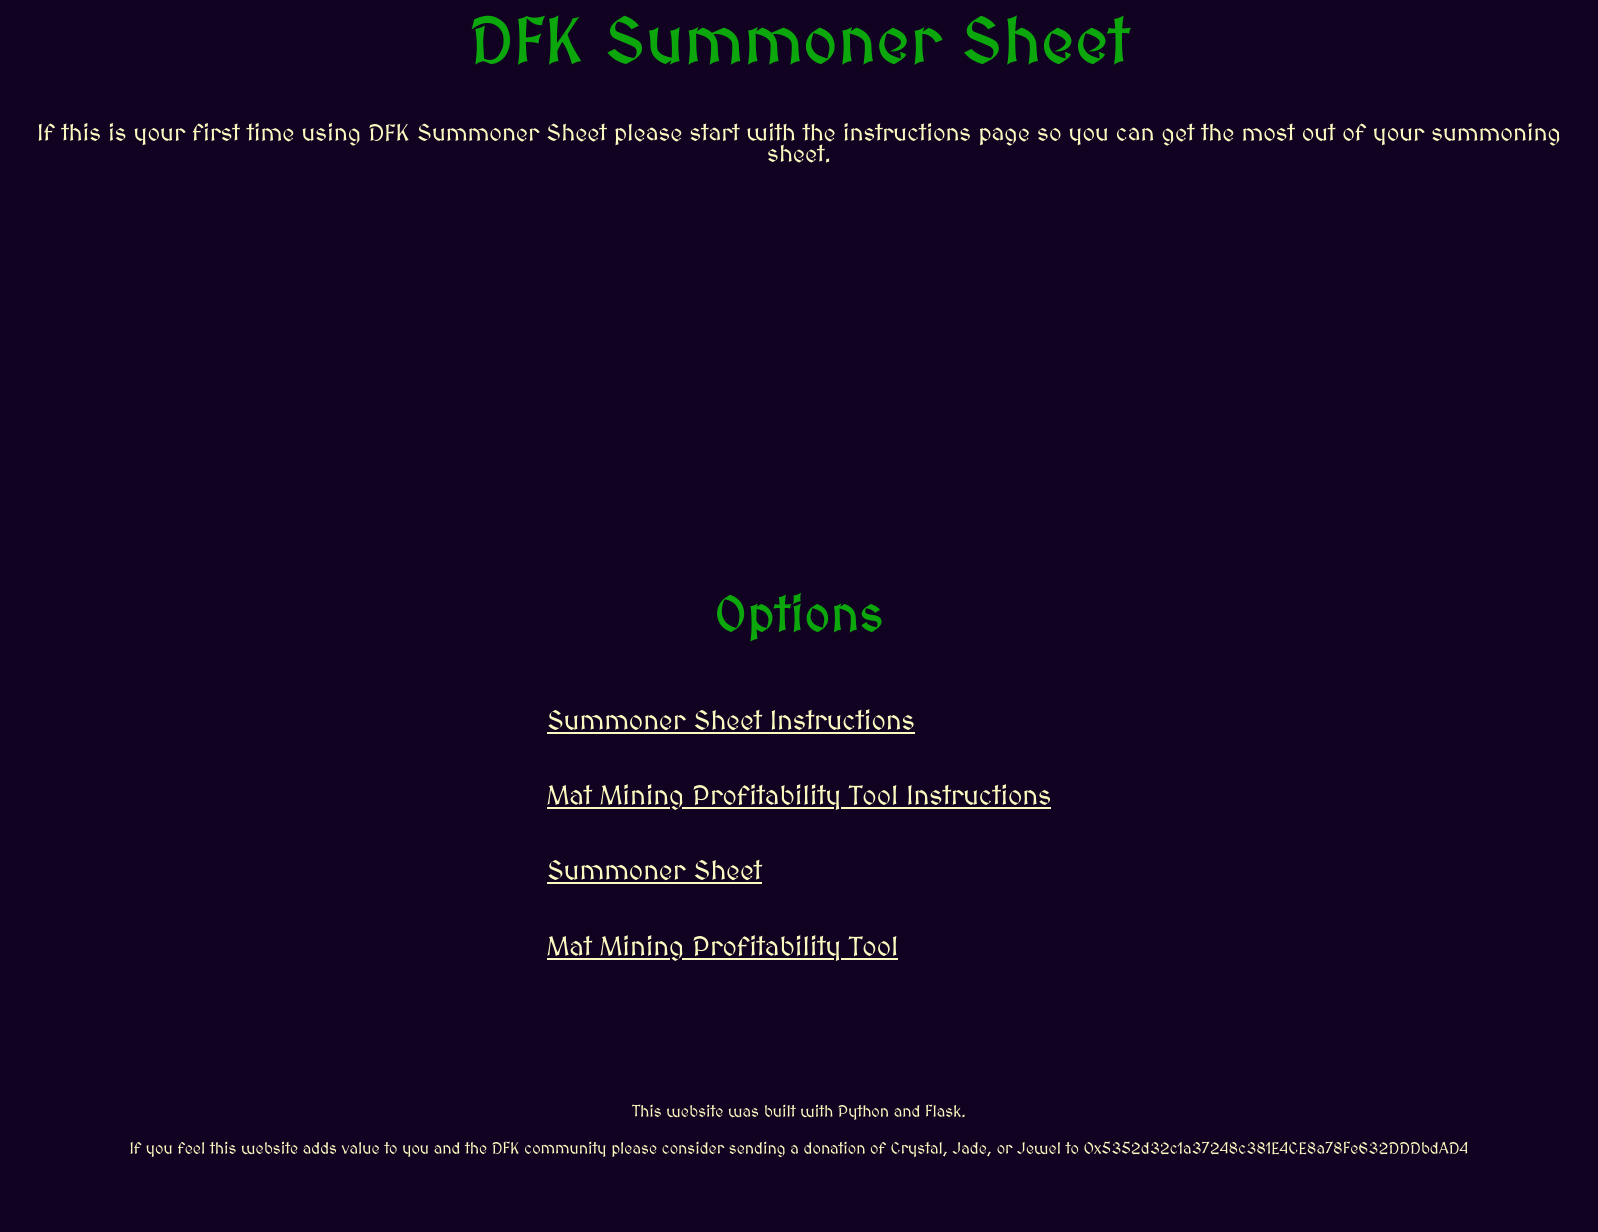 DFK Summoner Sheet
If this is your first time using DFK Summoner Sheet please start with the instructions page so you can get the most out of your summoning
sheet.
Options
Summoner Sheet Instructions
Mat Mining Profitability Tool Instructions
Summoner Sheet
Mat Mining Profitability Tool
This website was built with Python and Flask.
If you feel this website adds value to you and the DFK community please consider sending a donation of Crystal, Jade, or Jewel to 0x5352d32c1a37248c381E4CE8a78Fe632DDDbdAD4